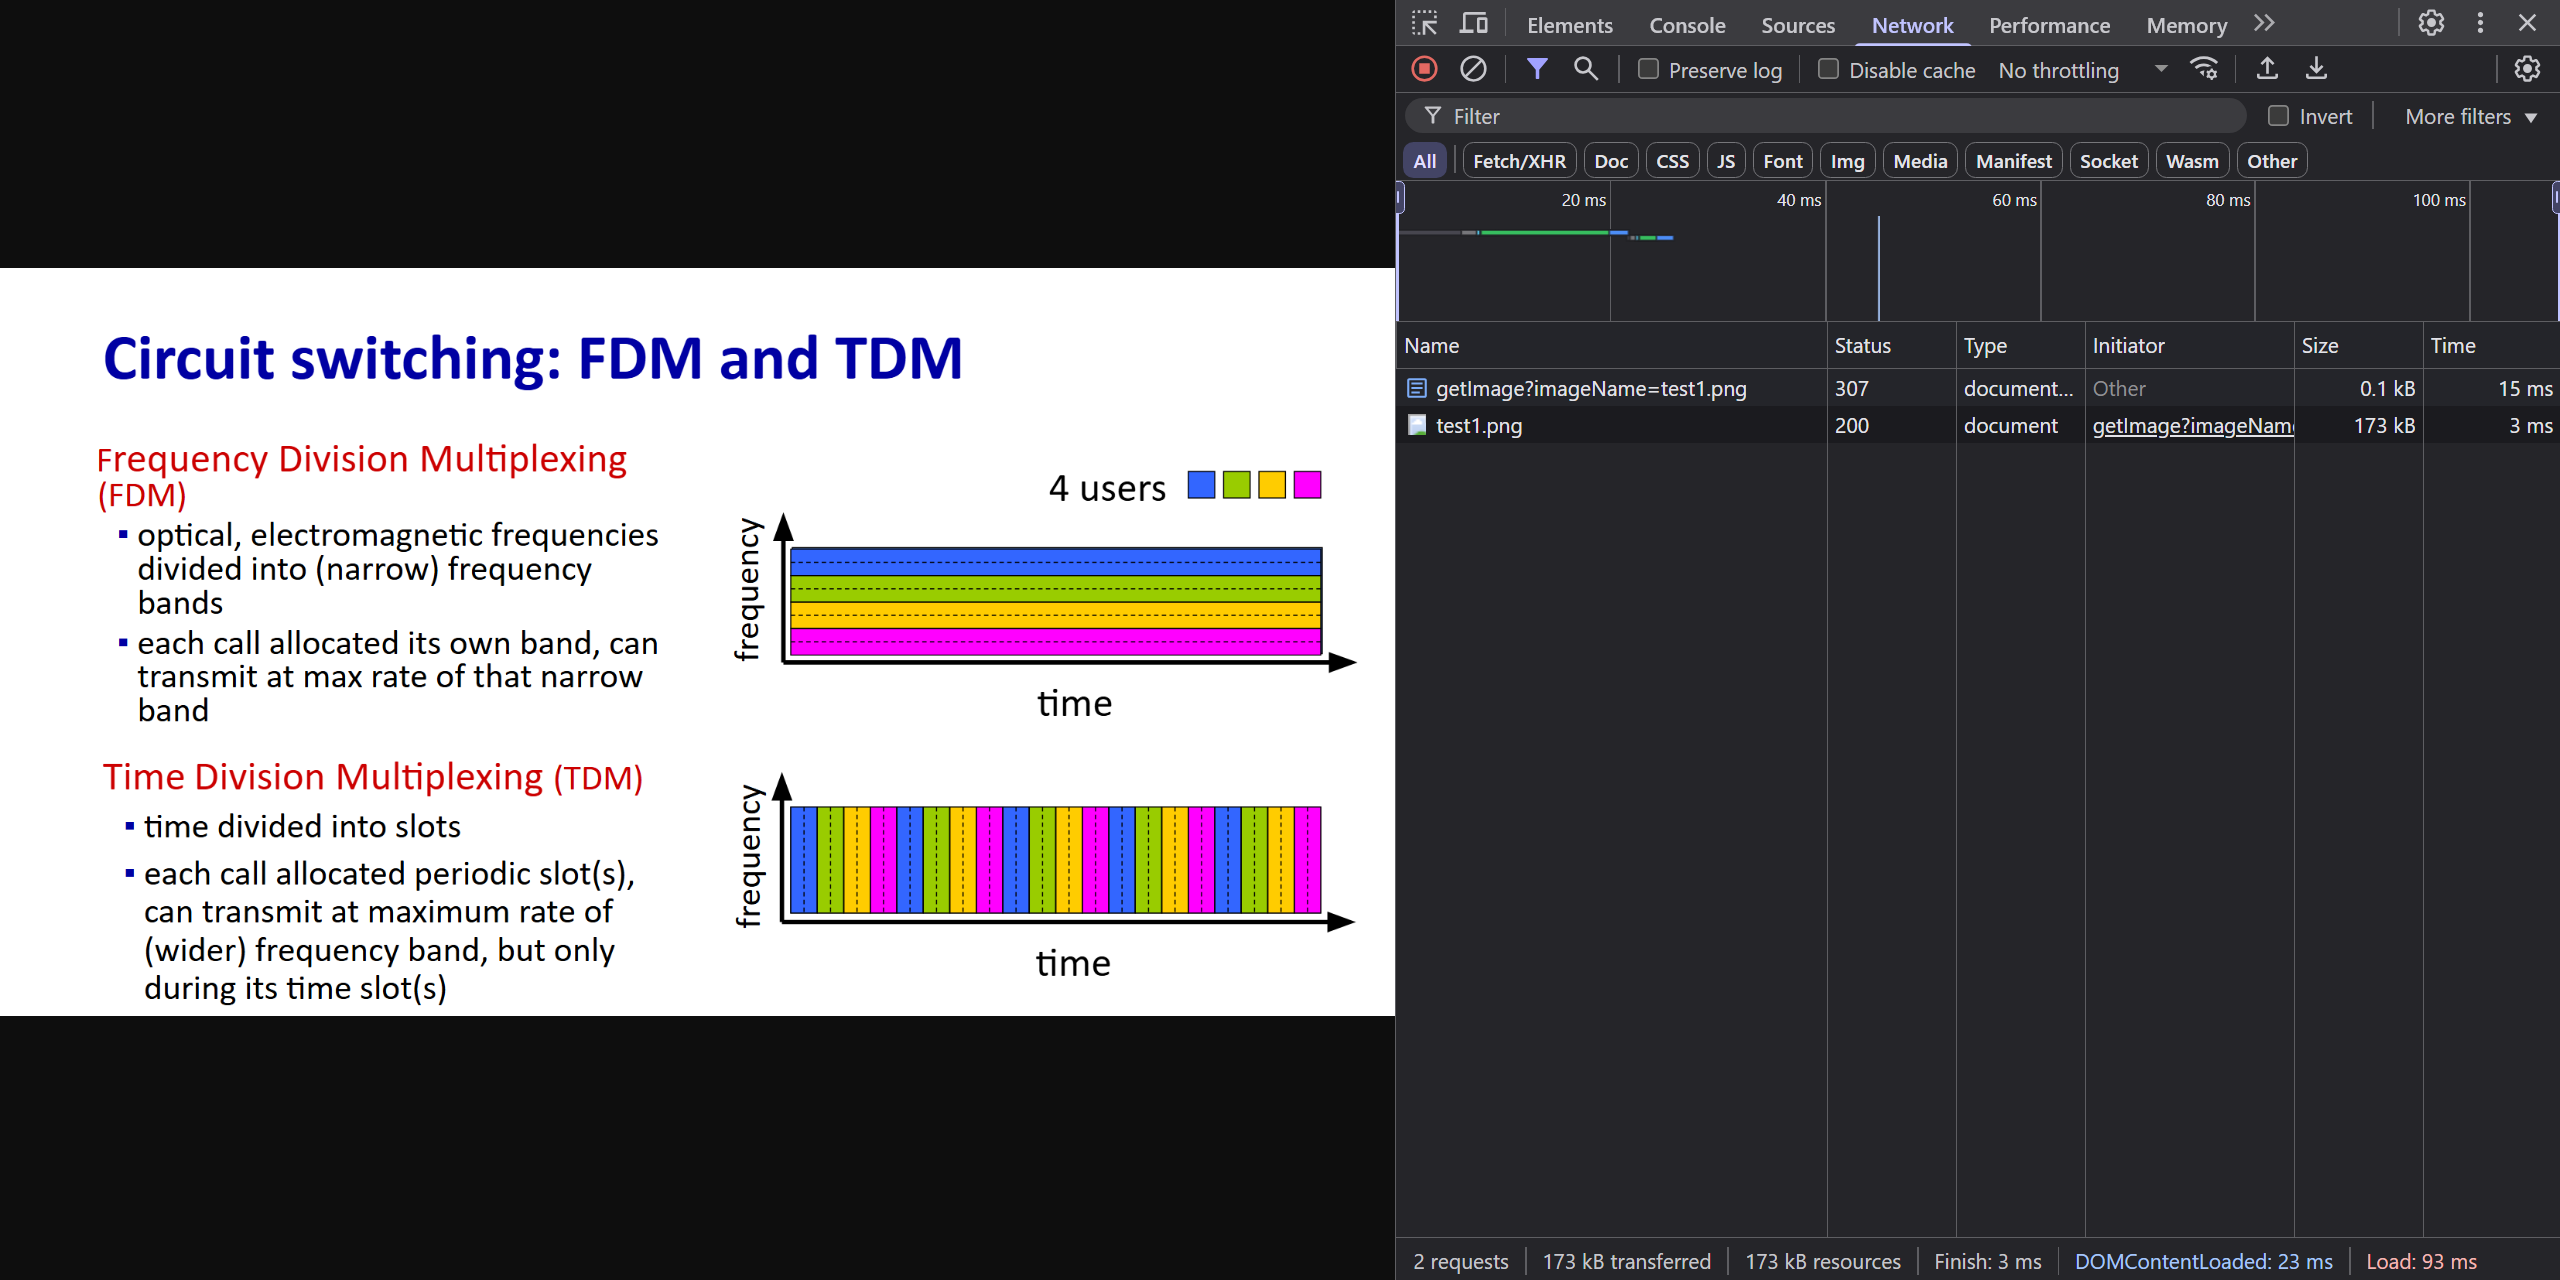 Circuit switching: FDM and TDM
Frequency Division Multiplexing
(FDM)
▪ optical, electromagnetic frequencies
divided into (narrow) frequency
bands
▪ each call allocated its own band, can
transmit at max rate of that narrow
band
Time Division Multiplexing (TDM)
▪ time divided into slots
▪ each call allocated periodic slot(s),
can transmit at maximum rate of
(wider) frequency band, but only
during its time slot(s)
4 users
frequency
time
frequency
time
Elements Console Sources Network Performance Memory
Preserve log Disable cache No throttling
Filter Invert More filters
All Fetch/XHR Doc CSS JS Font Img Media Manifest Socket Wasm Other
20 ms 40 ms 60 ms 80 ms 100 ms
Name Status Type Initiator Size Time
getImage?imageName=test1.png 307 document... Other 0.1 kB 15 ms
test1.png 200 document getImage?imageNam 173 kB 3 ms
2 requests 173 kB transferred 173 kB resources Finish: 3 ms DOMContentLoaded: 23 ms Load: 93 ms